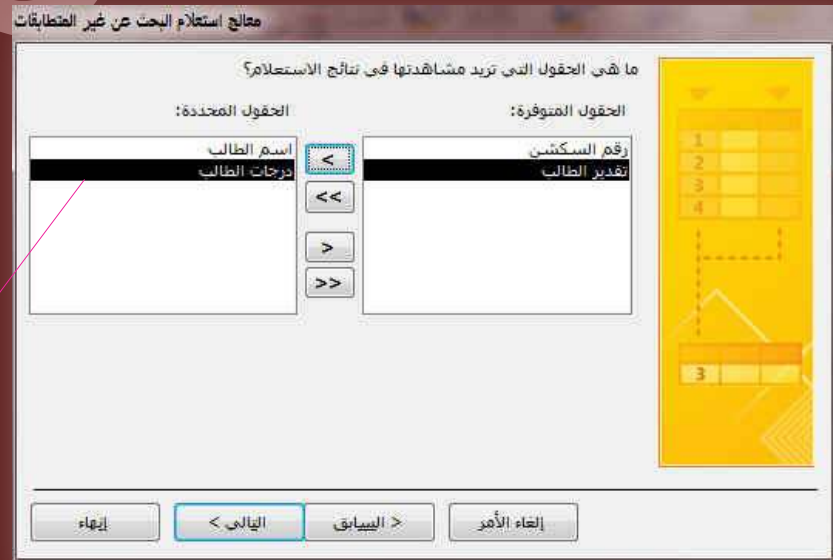 معالج استعلام البحث عن غير المتطابقات
ما هي الحقول التي تريد مشاهدتها في نتائج الاستعلام؟
الحقول المتوفرة:
رقم السكشن
تقدير الطالب
الحقول المحددة:
اسم الطالب
درجات الطالب
<
<<
>
>>
1
2
3
4
3
إلغاء الأمر
< السابق
التالي >
إنهاء